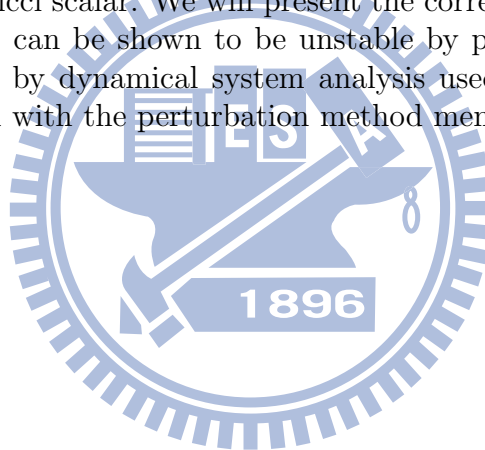 icci scalar. We will present the corre
can be shown to be unstable by p
by dynamical system analysis used
with the perturbation method men
E S A
1896